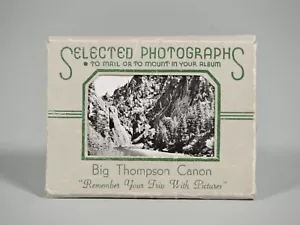 SELECTED PHOTOGRAPHS
• TO MAIL OR TO MOUNT IN YOUR ALBUM
Big Thompson Canon
"Remember Your Trip With Pictures"